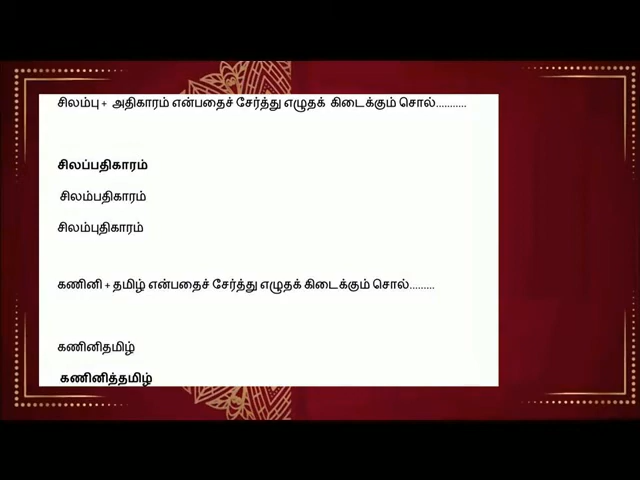 சிலம்பு + அதிகாரம் என்பதைச் சேர்த்து எழுதக் கிடைக்கும் சொல்...........
சிலப்பதிகாரம்
சிலம்பதிகாரம்
சிலம்புதிகாரம்
கணினி + தமிழ் என்பதைச் சேர்த்து எழுதக் கிடைக்கும் சொல்.........
கணினிதமிழ்
கணினித்தமிழ்